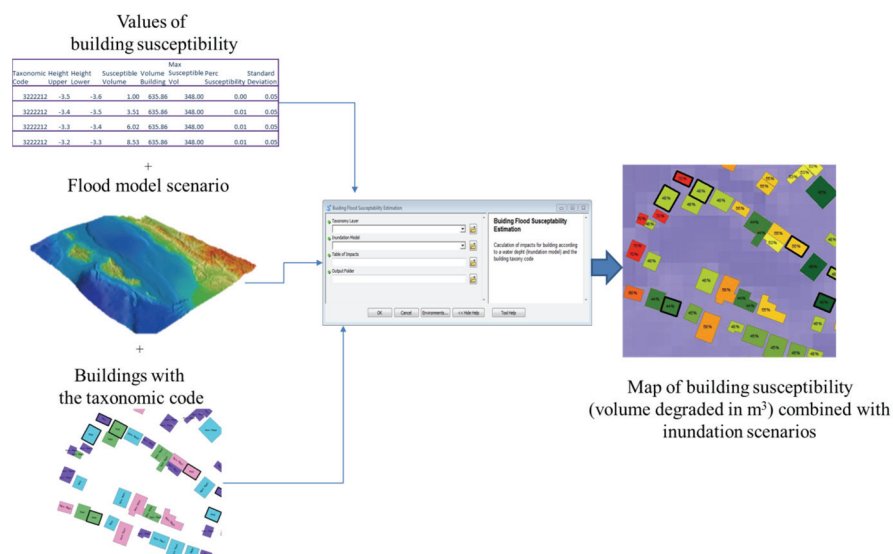 Values of
building susceptibility
Max
Taxonomic Height Height Susceptible Volume Susceptible Perc Standard
Code Upper Lower Volume Building Vol Susceptibility Deviation
3222212 -3.5 -3.6 1.00 635.86 348.00 0.00 0.05
3222212 -3.4 -3.5 3.51 635.86 348.00 0.01 0.05
3222212 -3.3 -3.4 6.02 635.86 348.00 0.01 0.05
3222212 -3.2 -3.3 8.53 635.86 348.00 0.01 0.05
+
Flood model scenario
+
Buildings with
the taxonomic code
Buiding Flood Susceptability Estimation
Taxonomy Layer
Inundation Model
Table of Impacts
Output Folder
OK Cancel Environments... << Hide Help Tool Help
Buiding Flood Susceptability
Estimation
Caculation of impacts for building according
to a water depht (inundation model) and the
building taxony code
Map of building susceptibility
(volume degraded in m³) combined with
inundation scenarios